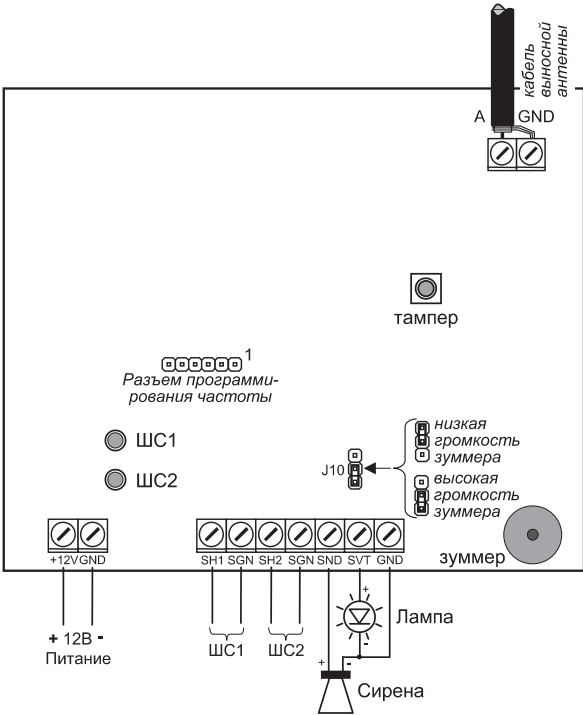 кабель
выносной
антенны
A GND
тампер
1
Разъем программи-
рования частоты
ШС1
ШС2
J10
низкая
громкость
зуммера
высокая
громкость
зуммера
зуммер
+12V GND
SH1 SGN SH2 SGN SND SVT GND
+ 12В -
Питание
ШС1
ШС2
+
-
Лампа
+
-
Сирена